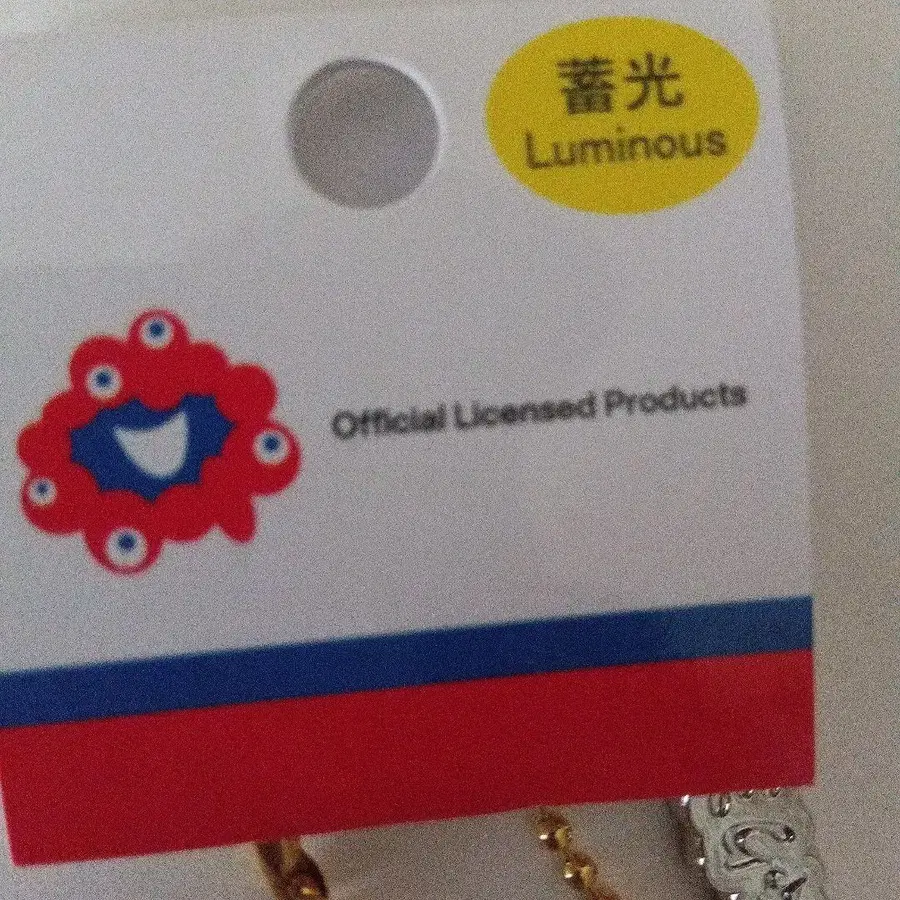 蓄光
Luminous
Official Licensed Products